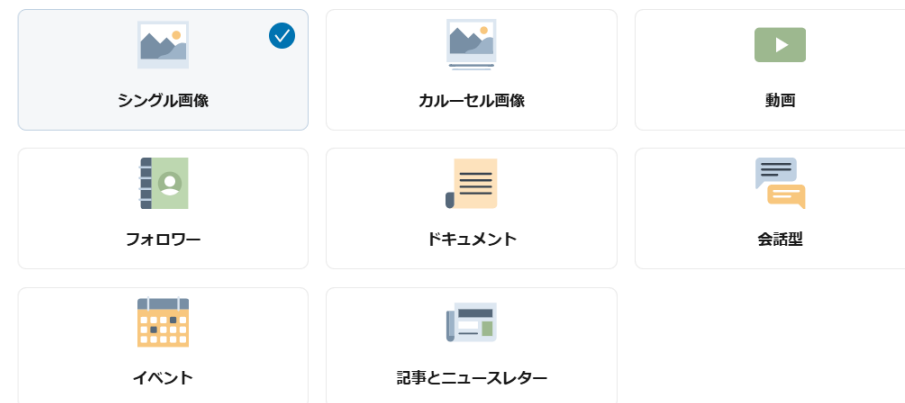 シングル画像
カルーセル画像
動画
フォロワー
ドキュメント
会話型
イベント
記事とニュースレター